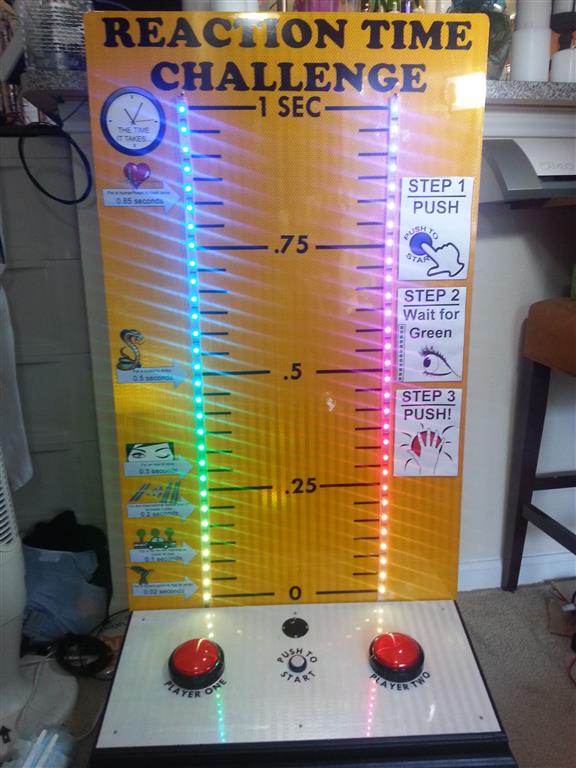 REACTION TIME
CHALLENGE
THE TIME
IT TAKES...
1 SEC
0.85 seconds
.75
STEP 1
PUSH
PUSH TO
START
STEP 2
Wait for
Green
.5
0.5 seconds
STEP 3
PUSH!
0.3 seconds
.25
0.2 seconds
0.1 seconds
0.02 seconds
0
PUSH TO
START
PLAYER ONE
PLAYER TWO